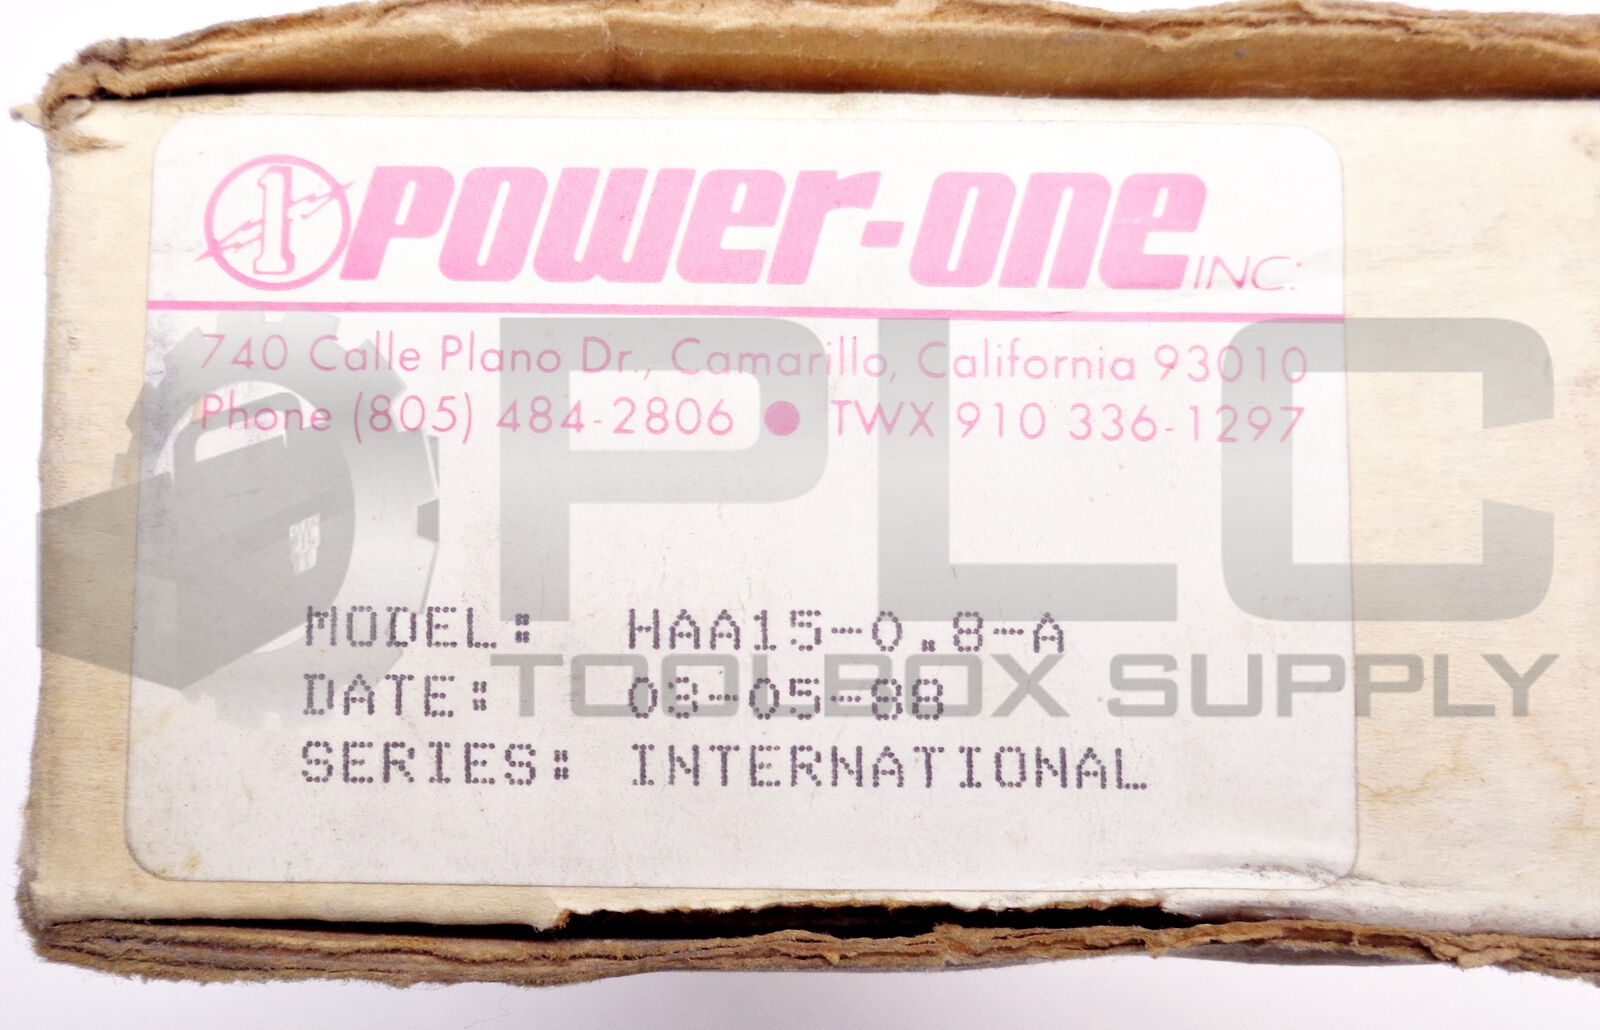 1 POWER-ONE INC.
740 Calle Plano Dr., Camarillo, California 93010
Phone (805) 484-2806 ● TWX 910 336-1297
PLC
TOOLBOX SUPPLY
MODEL: HAA15-0.8-A
DATE: 03-05-88
SERIES: INTERNATIONAL